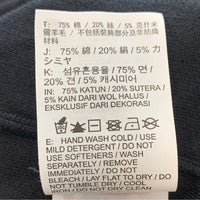 T: 75% 棉 / 20% 絲 / 5% 克什米
爾羊毛 / 不包括裝飾部分及彈性
材料
J: 75% 綿 / 20% 絹 / 5% カ
シミヤ
K: 섬유혼용율 / 75% 면 /
20% 견 / 5% 캐시미어
IN: 75% KATUN / 20% SUTERA /
5% KAIN DARI WOL HALUS /
EKSKLUSIF DARI DEKORASI
E: HAND WASH COLD / USE
MILD DETERGENT / DO NOT
USE SOFTENERS / WASH
SEPARATELY / REMOVE
IMMEDIATELY / DO NOT
BLEACH / LAY FLAT TO DRY / DO
NOT TUMBLE DRY / COOL